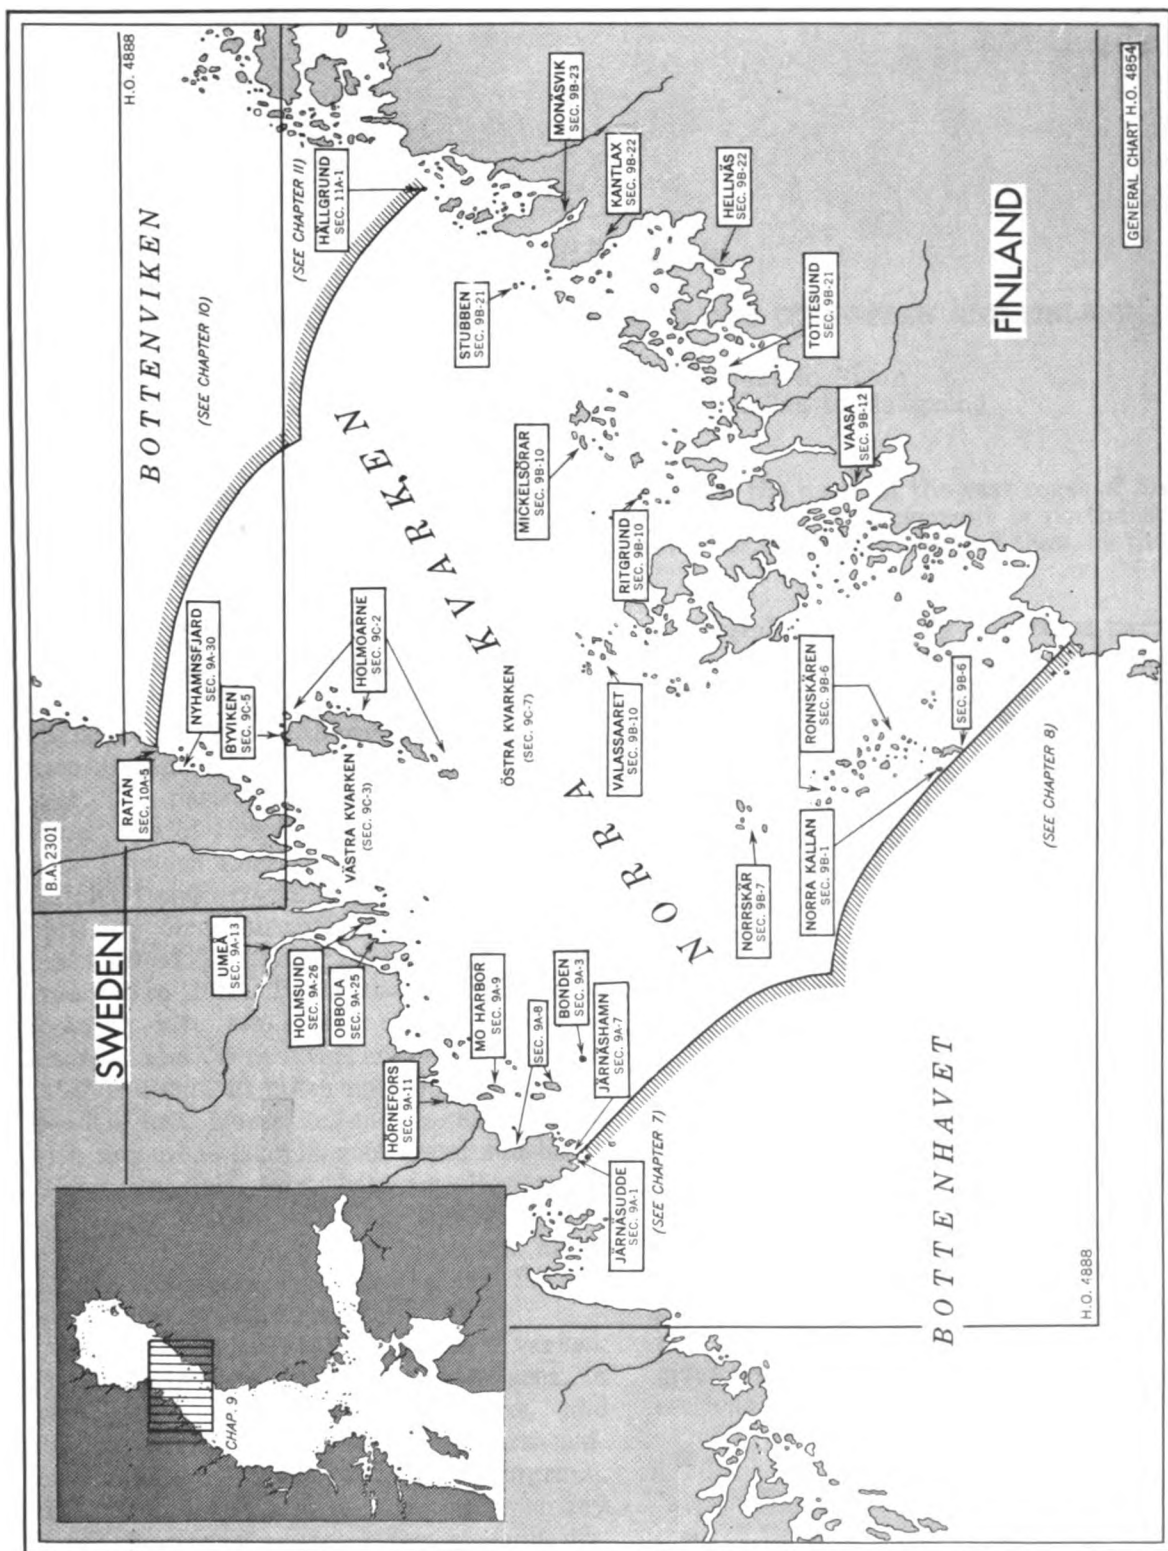 H.O. 4888
BOTTENVIKEN
(SEE CHAPTER 10)
(SEE CHAPTER 11)
HÄLLGRUND
SEC. 11A-1
MONÄSVIK
SEC. 9B-23
KANTLAX
SEC. 9B-22
HELLNÄS
SEC. 9B-22
STUBBEN
SEC. 9B-21
TOTTESUND
SEC. 9B-21
FINLAND
GENERAL CHART H.O. 4854
MICKELSÖRAR
SEC. 9B-10
VAASA
SEC. 9B-12
RITGRUND
SEC. 9B-10
NORRA KVARKEN
B.A. 2301
RATAN
SEC. 10A-5
NYHAMNSFJARD
SEC. 9A-30
BYVIKEN
SEC. 9C-5
HOLMOARNE
SEC. 9C-2
VÄSTRA KVARKEN
(SEC. 9C-3)
ÖSTRA KVARKEN
(SEC. 9C-7)
VALASSAARET
SEC. 9B-10
RONNSKÄREN
SEC. 9B-6
SEC. 9B-6
NORRSKÄR
SEC. 9B-7
NORRA KALLAN
SEC. 9B-1
(SEE CHAPTER 8)
SWEDEN
UMEÅ
SEC. 9A-13
HOLMSUND
SEC. 9A-26
OBBOLA
SEC. 9A-25
HÖRNEFORS
SEC. 9A-11
MO HARBOR
SEC. 9A-9
SEC. 9A-8
BONDEN
SEC. 9A-3
JÄRNÄSHAMN
SEC. 9A-7
JÄRNÄSUDDE
SEC. 9A-1
(SEE CHAPTER 7)
BOTTENHAVET
H.O. 4888
CHAP. 9